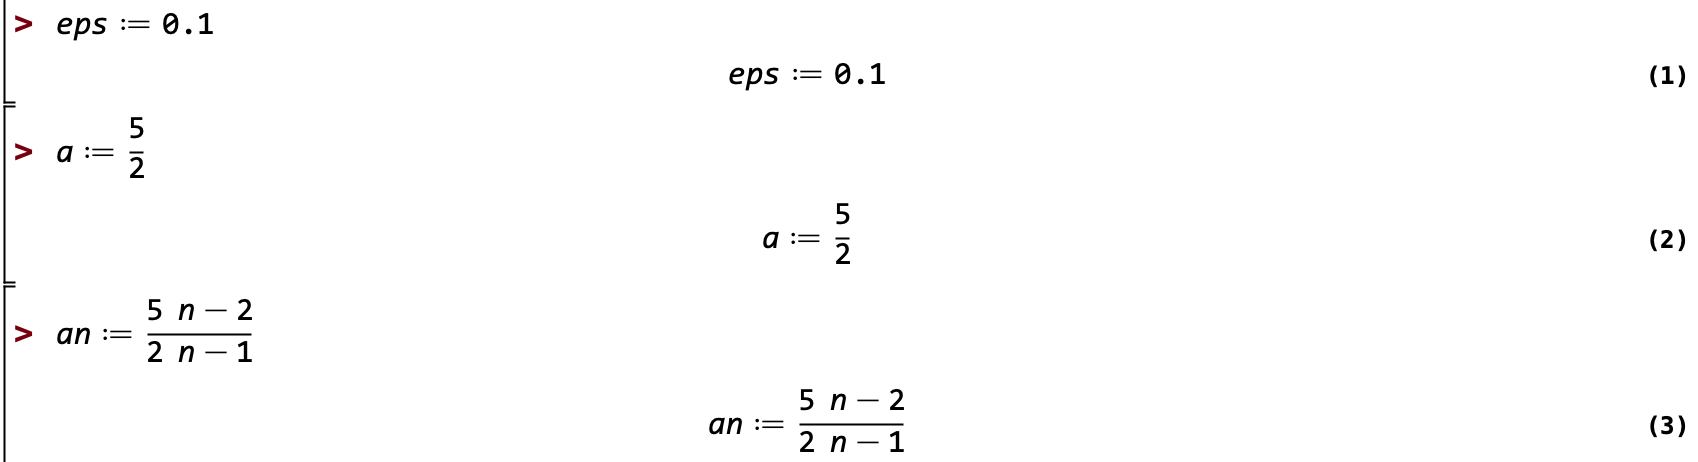 > eps := 0.1
eps := 0.1 (1)
> a := 5/2
a := 5/2 (2)
> an := (5 n − 2)/(2 n − 1)
an := (5 n − 2)/(2 n − 1) (3)